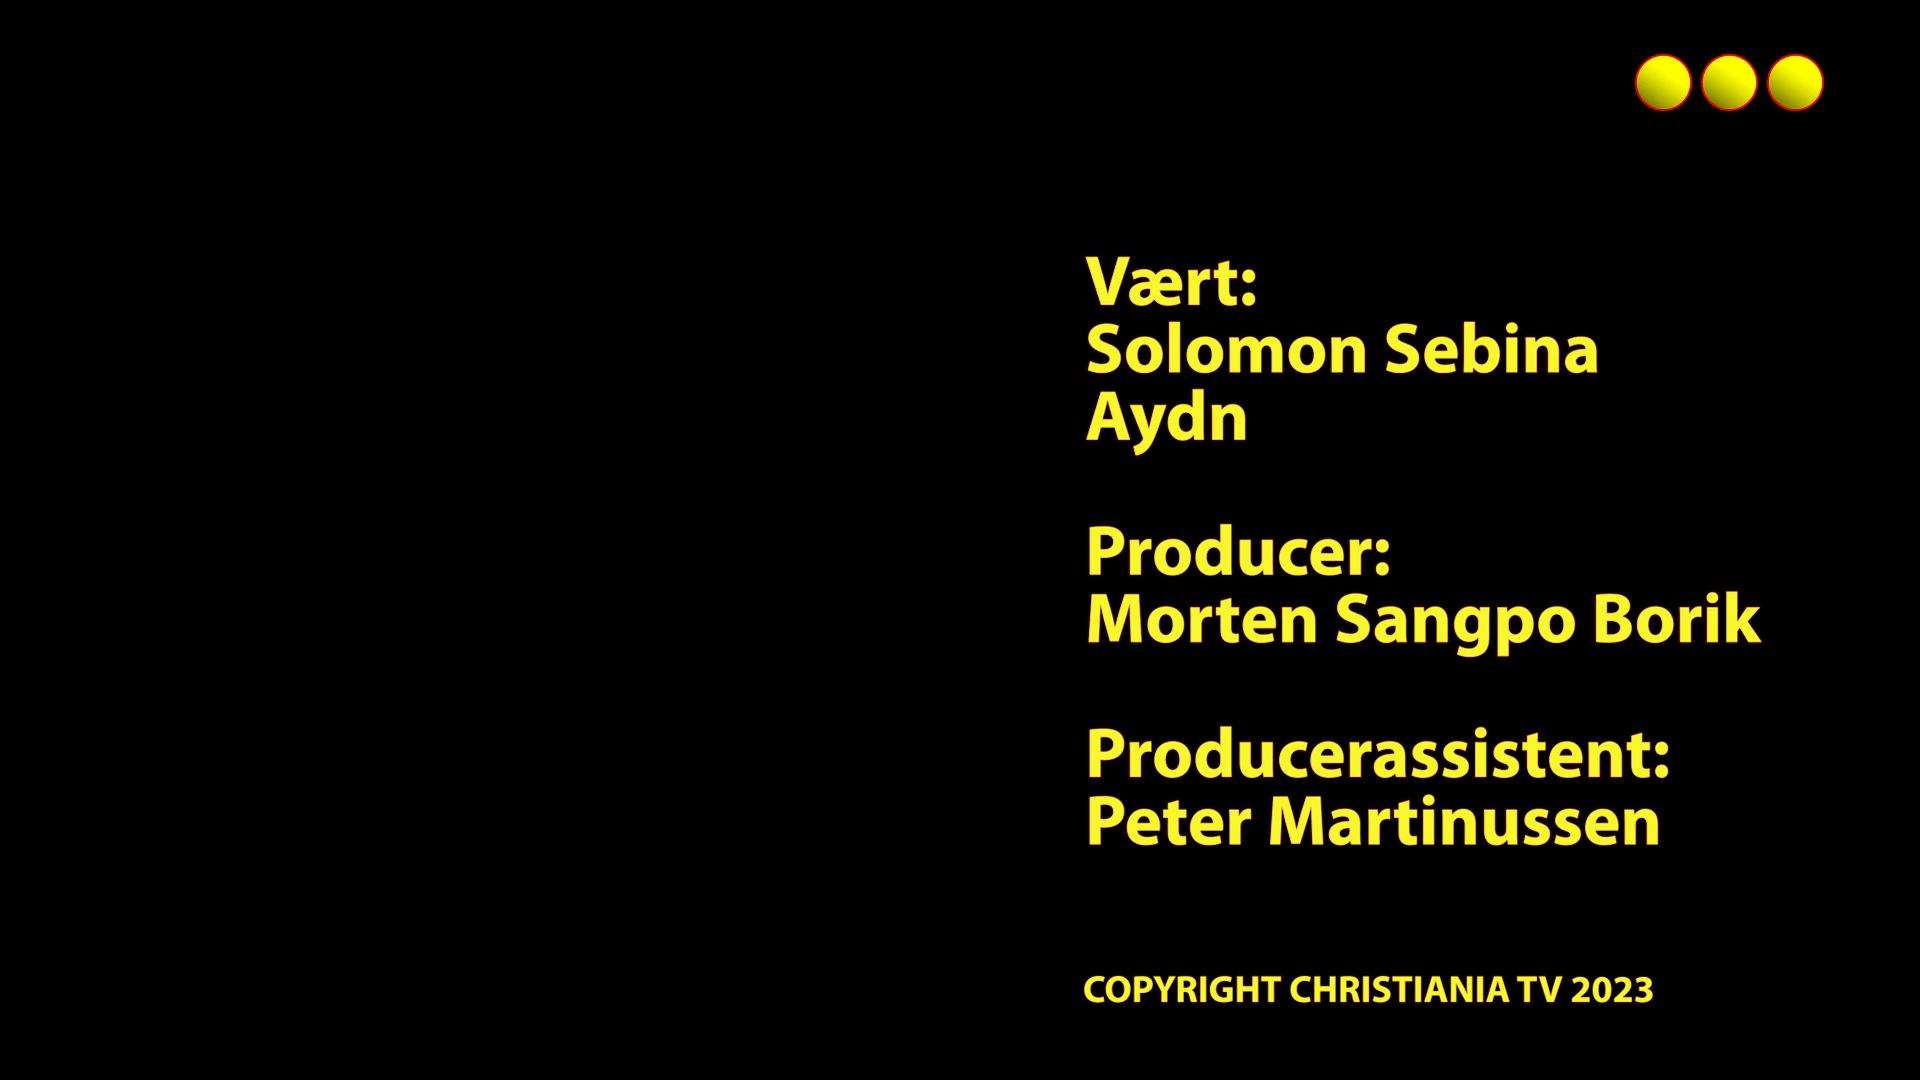 Vært:
Solomon Sebina
Aydn
Producer:
Morten Sangpo Borik
Producerassistent:
Peter Martinussen
COPYRIGHT CHRISTIANIA TV 2023